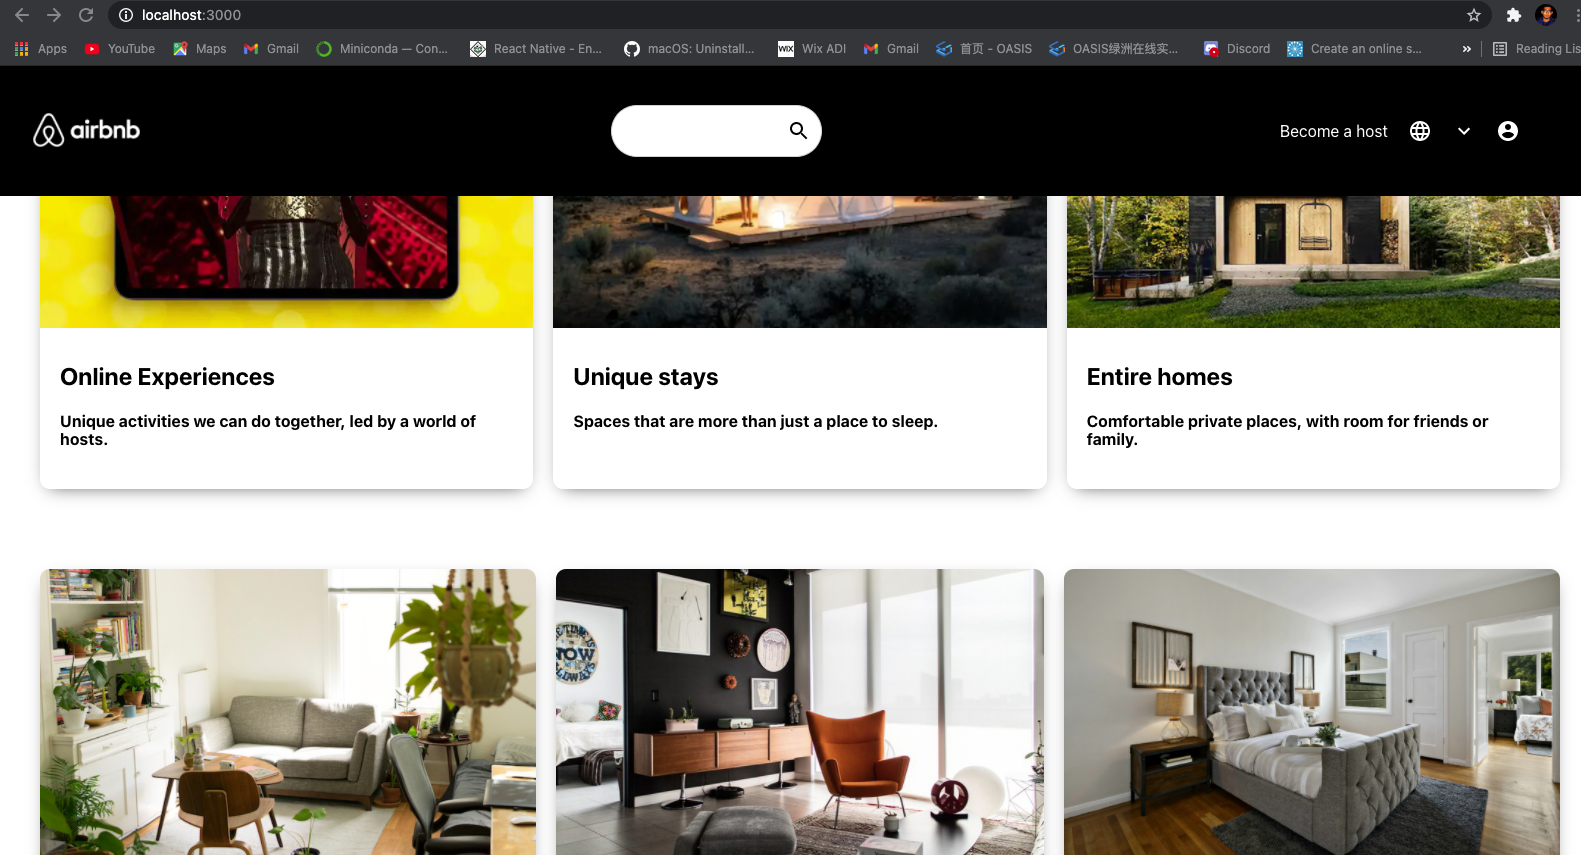 localhost:3000
Apps YouTube Maps Gmail Miniconda — Con... React Native - En... macOS: Uninstall... WIX Wix ADI Gmail 首页 - OASIS OASIS绿洲在线实... Discord Create an online s... » Reading Lis
airbnb
Become a host
Online Experiences
Unique activities we can do together, led by a world of
hosts.
Unique stays
Spaces that are more than just a place to sleep.
Entire homes
Comfortable private places, with room for friends or
family.
NOW